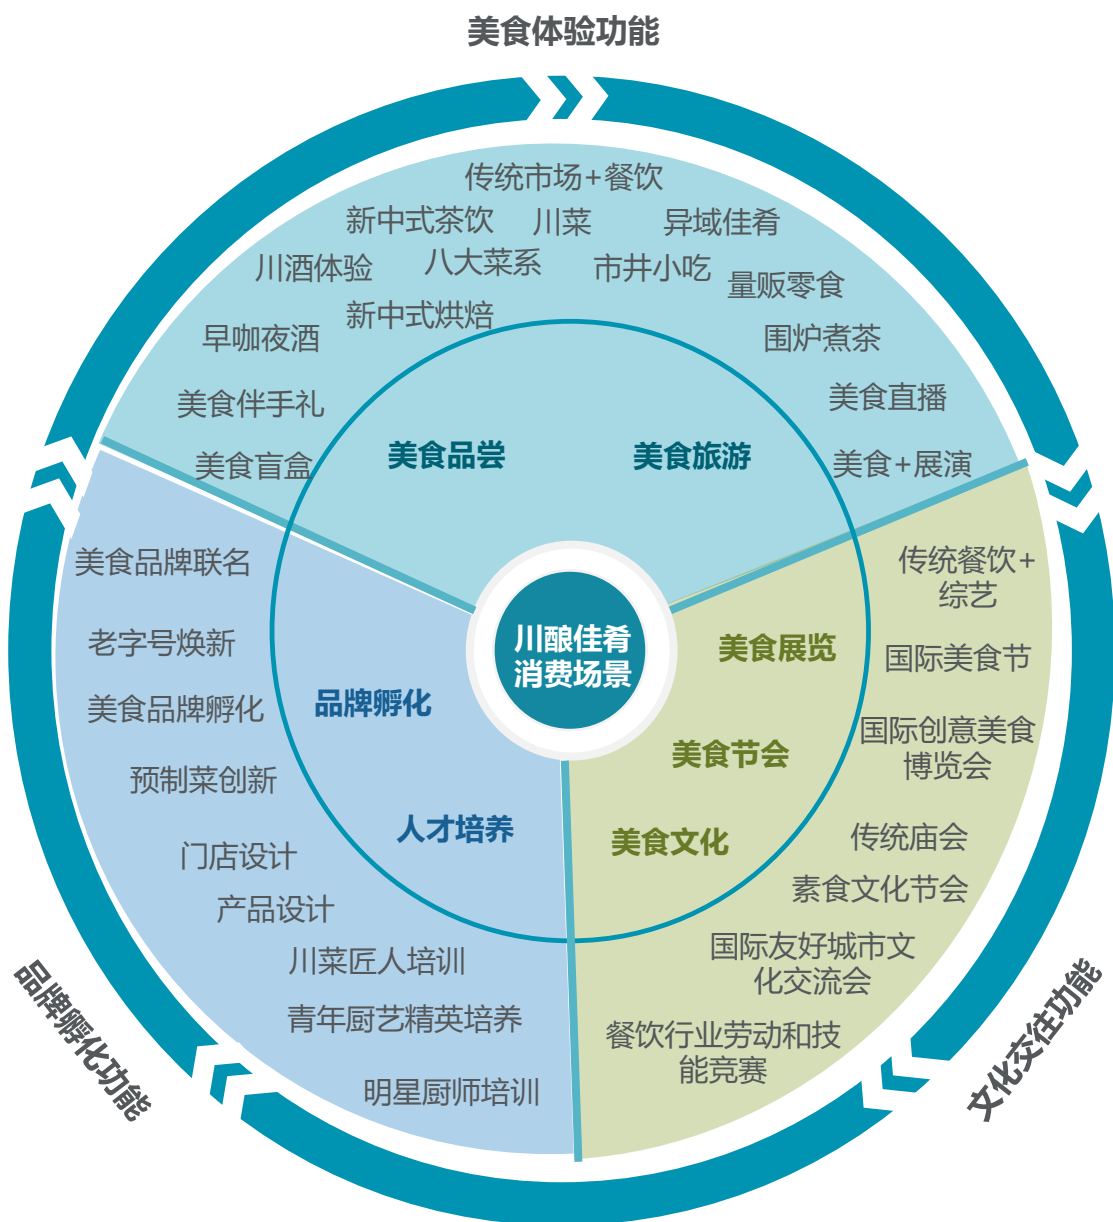 美食体验功能
传统市场+餐饮
新中式茶饮
川菜
异域佳肴
川酒体验
八大菜系
市井小吃
量贩零食
新中式烘焙
早咖夜酒
围炉煮茶
美食伴手礼
美食直播
美食盲盒
美食品尝
美食旅游
美食+展演
美食品牌联名
老字号焕新
美食品牌孵化
预制菜创新
门店设计
产品设计
川菜匠人培训
青年厨艺精英培养
明星厨师培训
品牌孵化
人才培养
川酿佳肴
消费场景
美食展览
美食节会
美食文化
传统餐饮+
综艺
国际美食节
国际创意美食
博览会
传统庙会
素食文化节会
国际友好城市文
化交流会
餐饮行业劳动和技
能竞赛
品牌孵化功能
文化交往功能